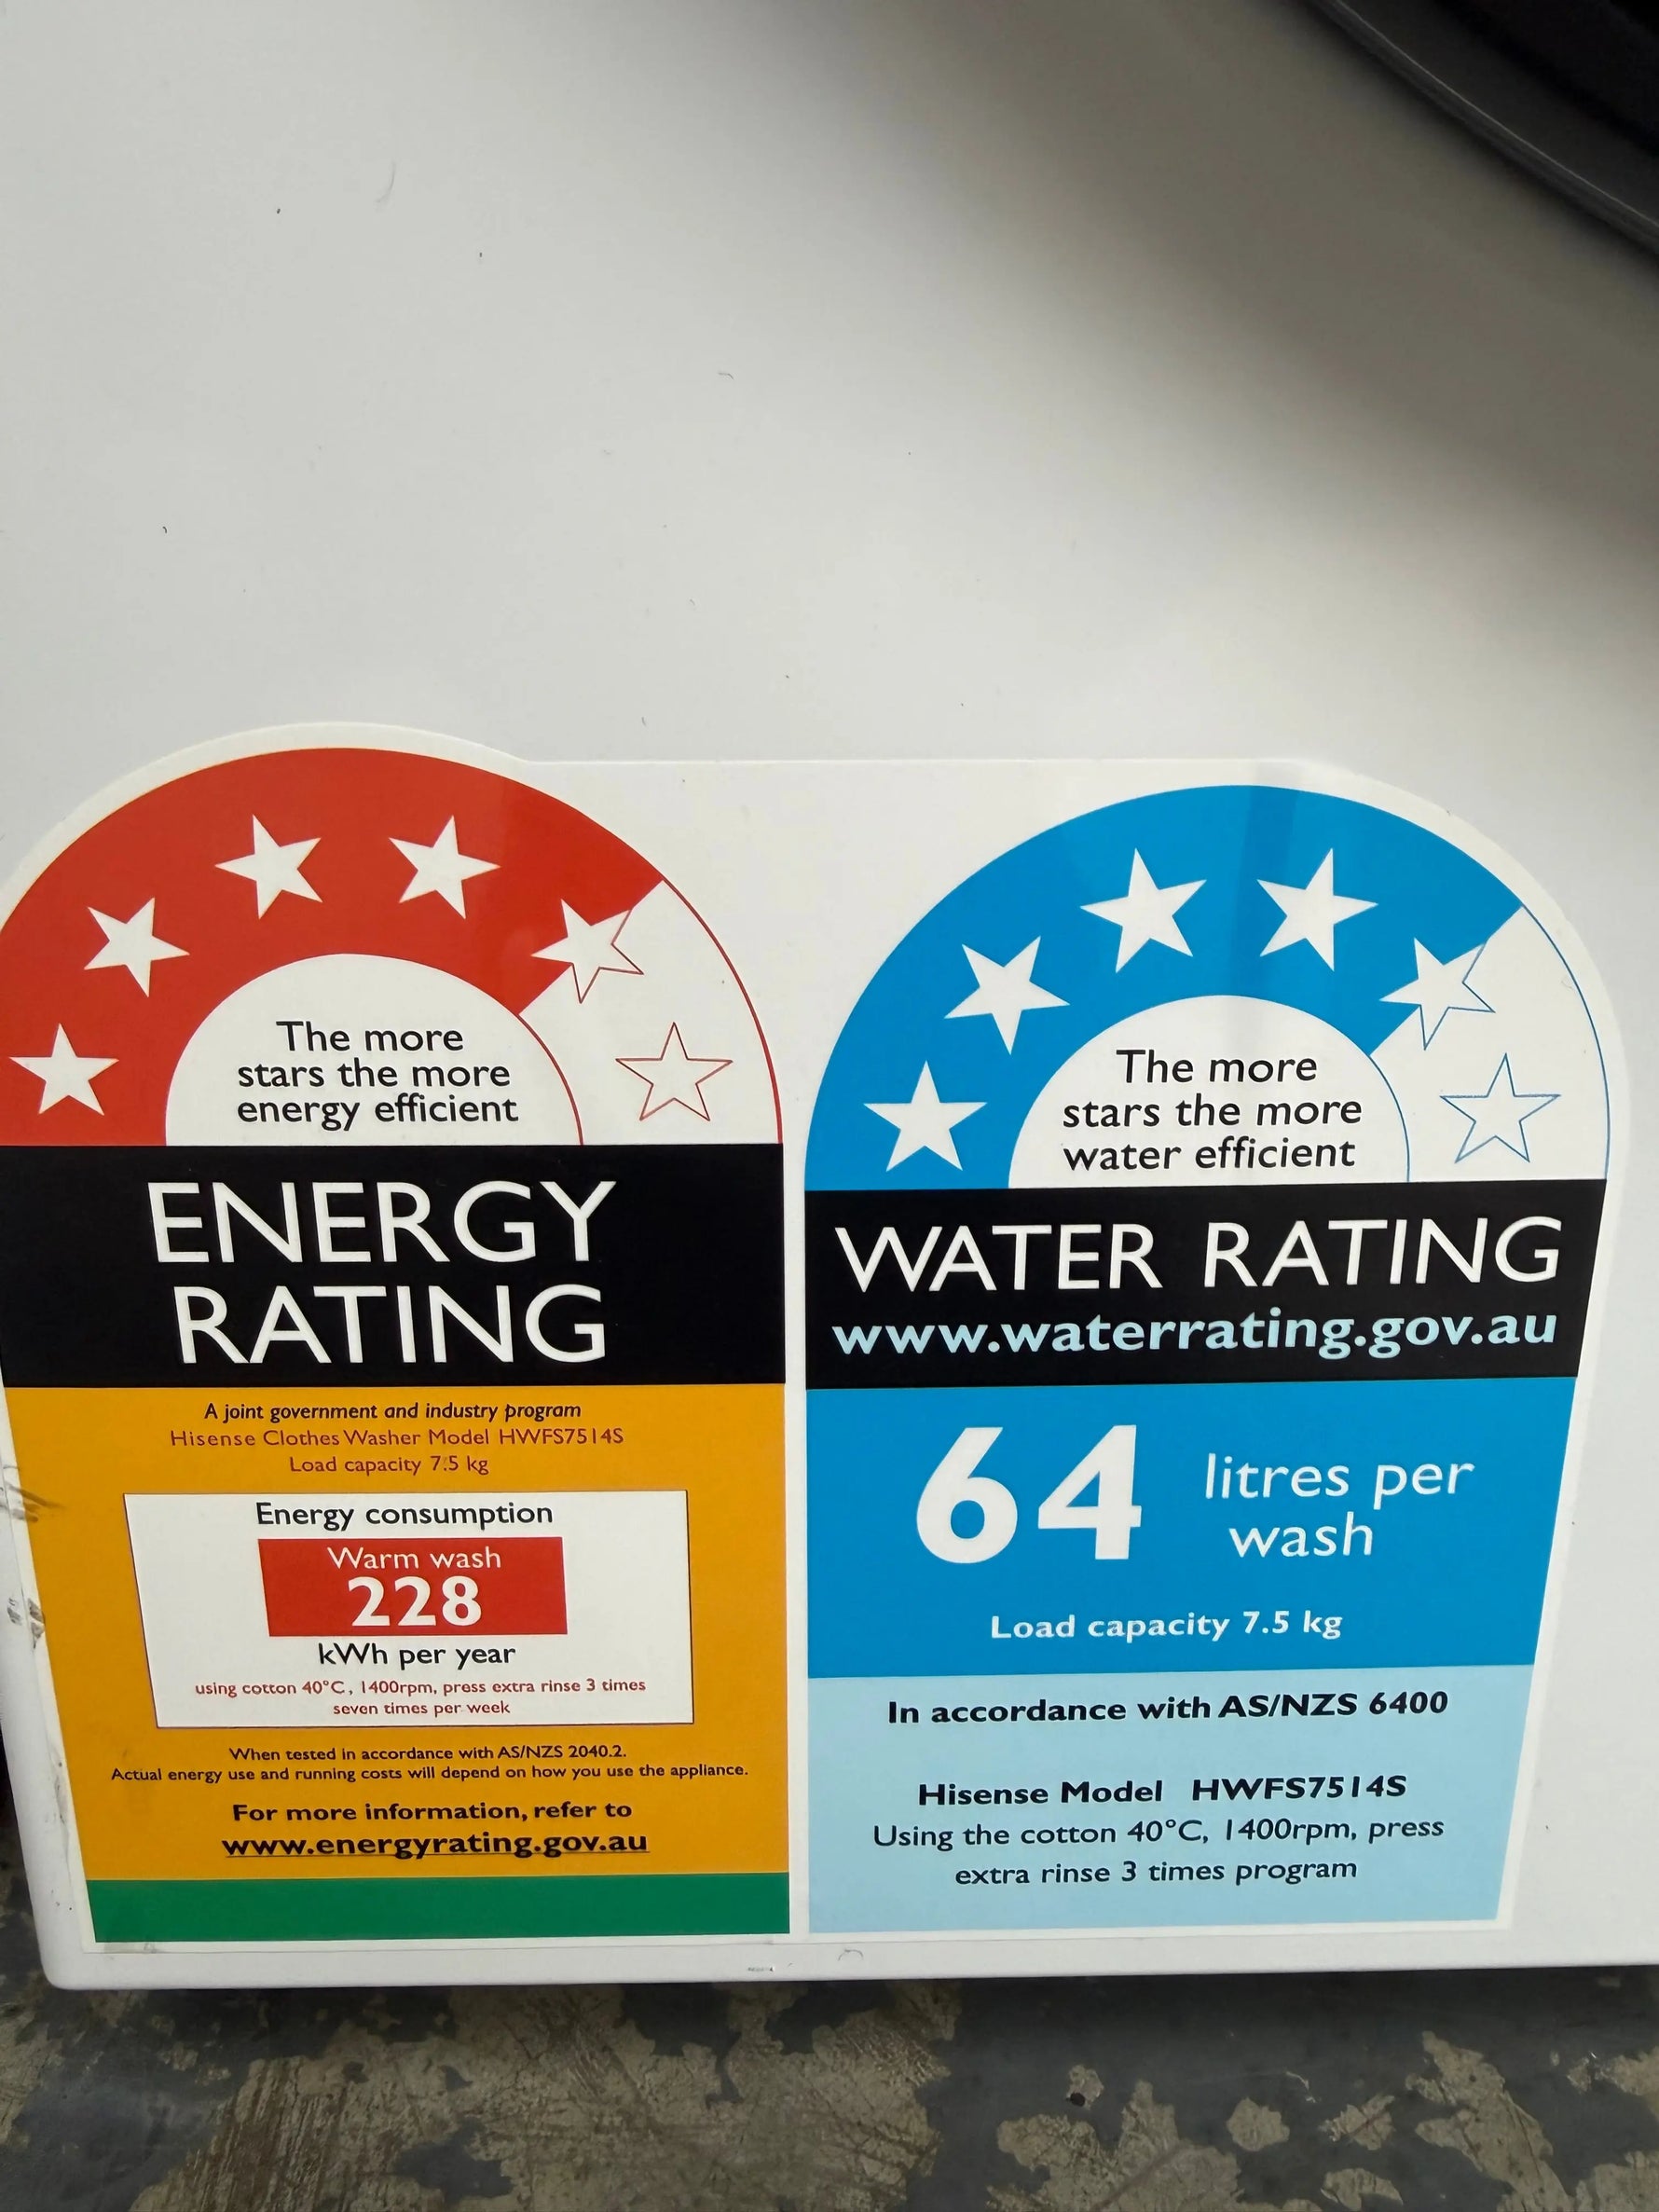 The more
stars the more
energy efficient
ENERGY
RATING
A joint government and industry program
Hisense Clothes Washer Model HWFS7514S
Load capacity 7.5 kg
Energy consumption
Warm wash
228
kWh per year
using cotton 40°C, 1400rpm, press extra rinse 3 times
seven times per week
When tested in accordance with AS/NZS 2040.2.
Actual energy use and running costs will depend on how you use the appliance.
For more information, refer to
www.energyrating.gov.au
The more
stars the more
water efficient
WATER RATING
www.waterrating.gov.au
64 litres per
wash
Load capacity 7.5 kg
In accordance with AS/NZS 6400
Hisense Model HWFS7514S
Using the cotton 40°C, 1400rpm, press
extra rinse 3 times program